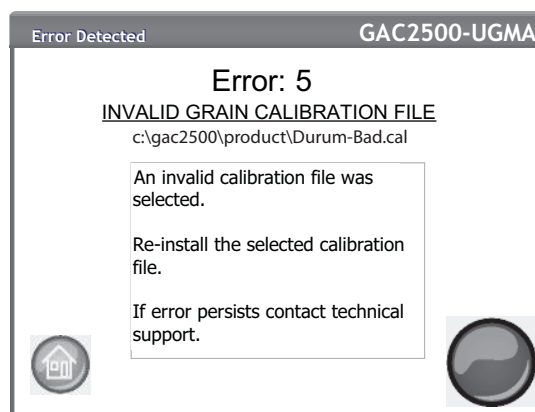 Error Detected
GAC2500-UGMA
Error: 5
INVALID GRAIN CALIBRATION FILE
c:\gac2500\product\Durum-Bad.cal
An invalid calibration file was
selected.
Re-install the selected calibration
file.
If error persists contact technical
support.